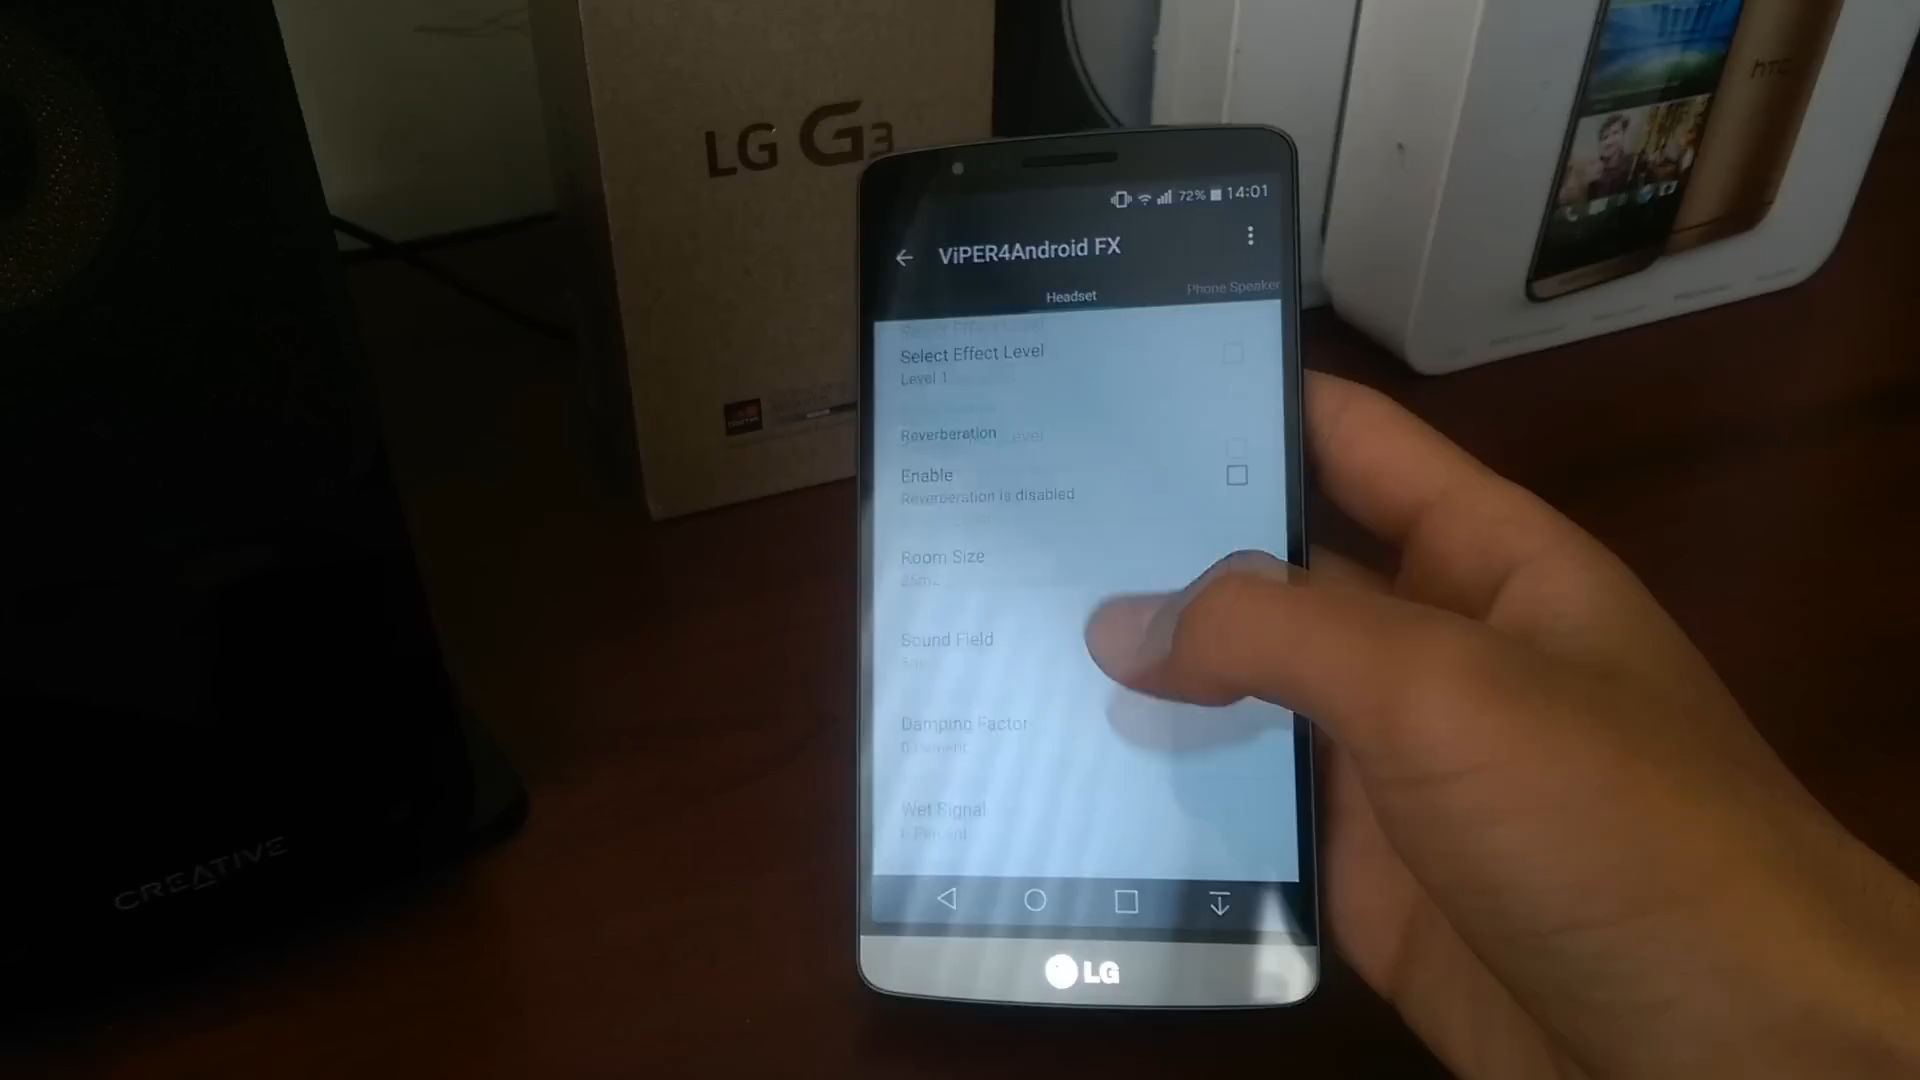 LG G3
hTC
72% 14:01
ViPER4Android FX
Headset
Phone Speaker
Select Effect Level
Level 1
Reverberation
Enable
Reverberation is disabled
Room Size
Sound Field
Damping Factor
Wet Signal
LG
CREATIVE